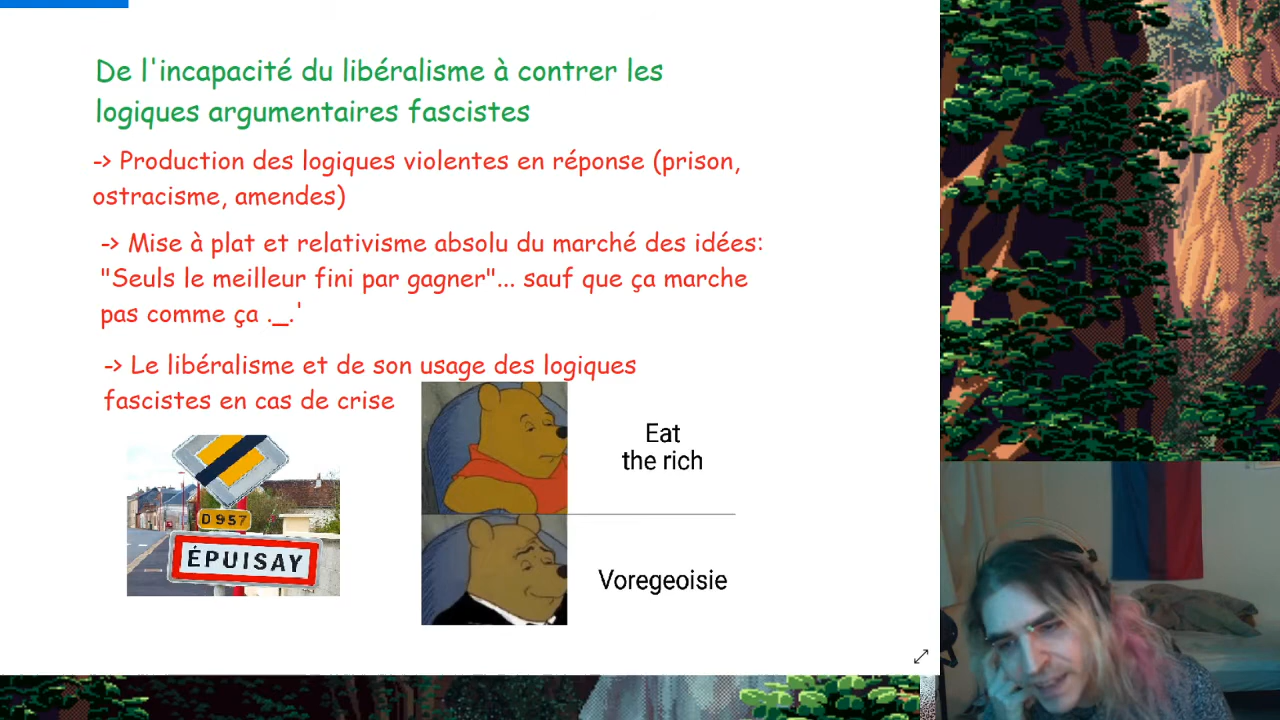 De l'incapacité du libéralisme à contrer les
logiques argumentaires fascistes
-> Production des logiques violentes en réponse (prison,
ostracisme, amendes)
-> Mise à plat et relativisme absolu du marché des idées:
"Seuls le meilleur fini par gagner"... sauf que ça marche
pas comme ça ._.'
-> Le libéralisme et de son usage des logiques
fascistes en cas de crise
D 957
ÉPUISAY
Eat
the rich
Voregeoisie